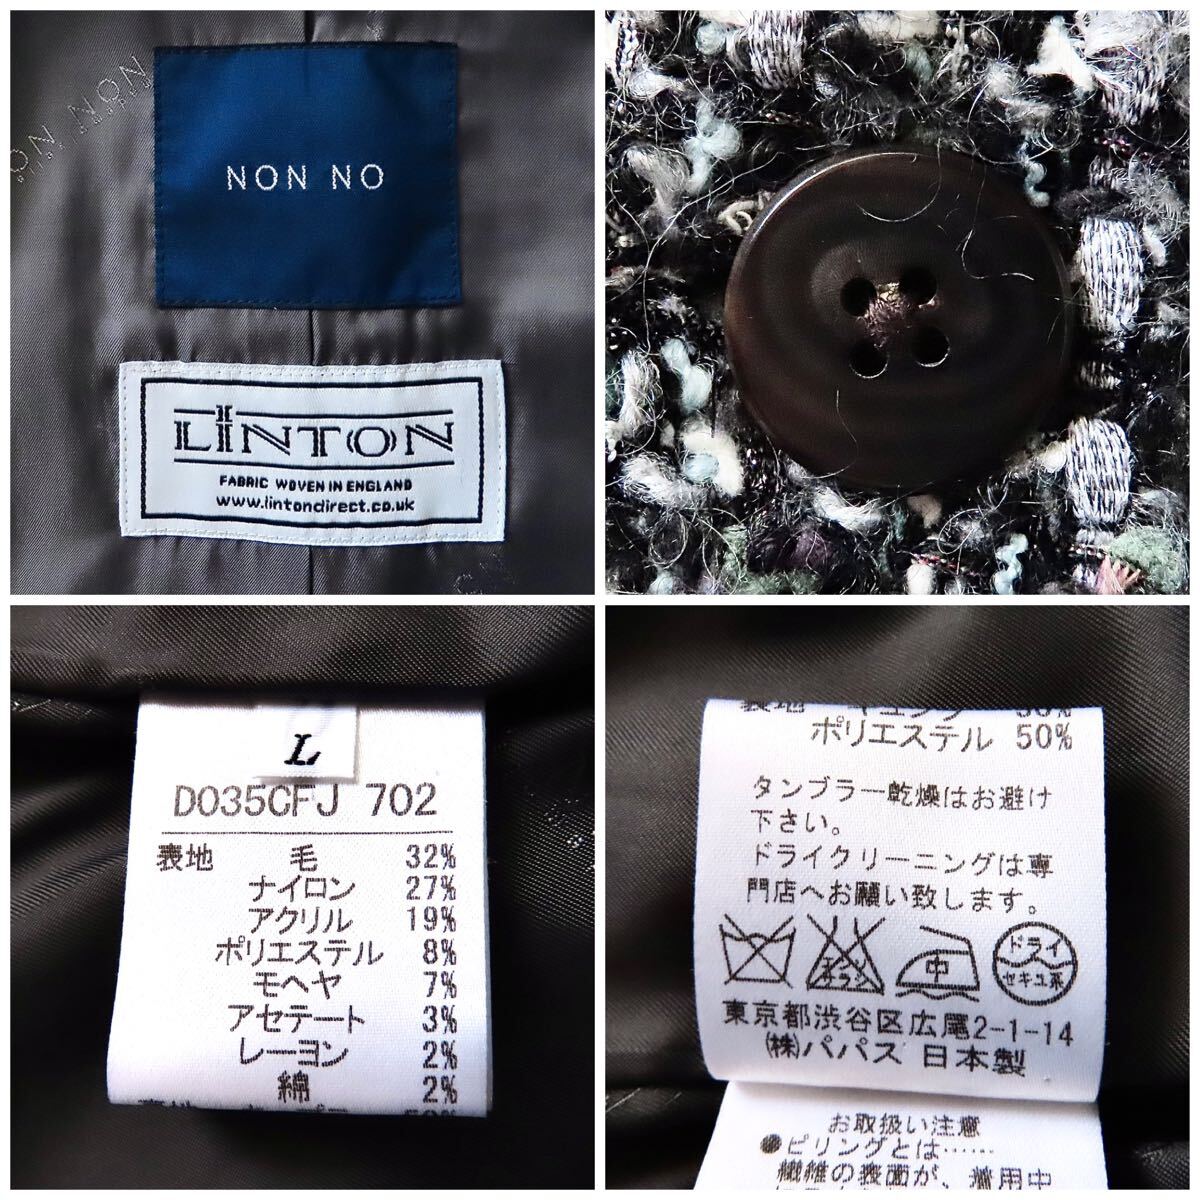 NON NO
LINTON
FABRIC WOVEN IN ENGLAND
www.lintondirect.co.uk
L
D035CFJ 702
表地 毛 32%
ナイロン 27%
アクリル 19%
ポリエステル 8%
モヘヤ 7%
アセテート 3%
レーヨン 2%
綿 2%
ポリエステル 50%
タンブラー乾燥はお避け
下さい。
ドライクリーニングは専
門店へお願い致します。
エンソ
サラシ
中
ドライ
セキユ系
東京都渋谷区広尾2-1-14
(株)パパス 日本製
お取扱い注意
●ピリングとは……
繊維の表面が、着用中